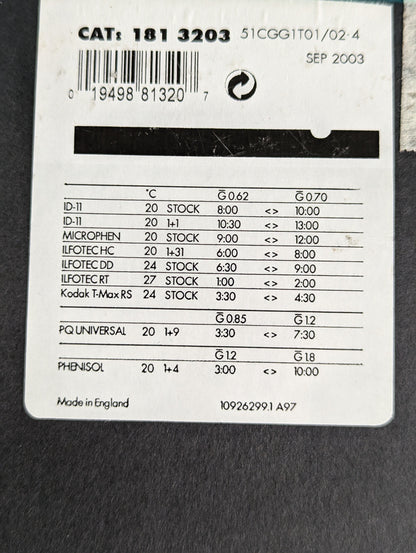 CAT: 181 3203 51CGG1T01/02-4
SEP 2003
0 19498 81320 7
°C G̅ 0.62 G̅ 0.70
ID-11 20 STOCK 8:00 <> 10:00
ID-11 20 1+1 10:30 <> 13:00
MICROPHEN 20 STOCK 9:00 <> 12:00
ILFOTEC HC 20 1+31 6:00 <> 8:00
ILFOTEC DD 24 STOCK 6:30 <> 9:00
ILFOTEC RT 27 STOCK 1:00 <> 2:00
Kodak T-Max RS 24 STOCK 3:30 <> 4:30
G̅ 0.85 G̅ 1.2
PQ UNIVERSAL 20 1+9 3:30 <> 7:30
G̅ 1.2 G̅ 1.8
PHENISOL 20 1+4 3:00 <> 10:00
Made in England 10926299.1 A97